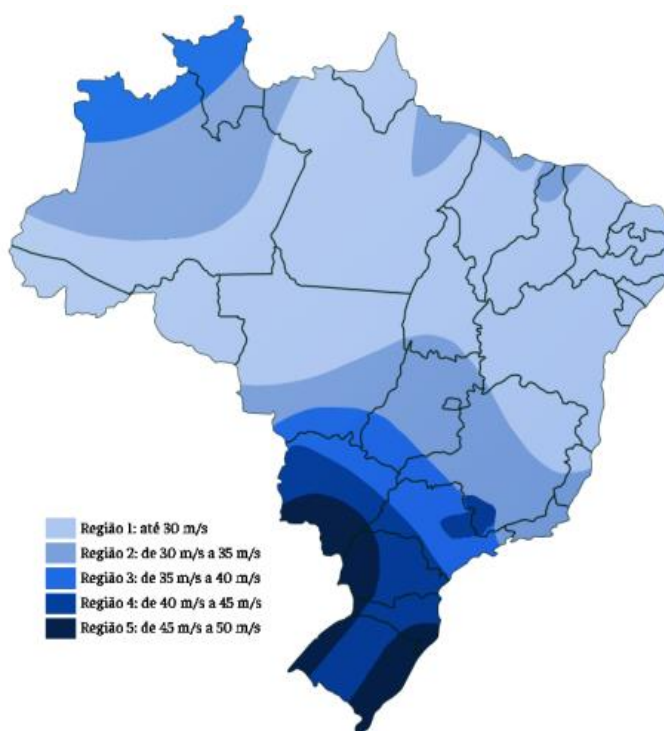 Região 1: até 30 m/s
Região 2: de 30 m/s a 35 m/s
Região 3: de 35 m/s a 40 m/s
Região 4: de 40 m/s a 45 m/s
Região 5: de 45 m/s a 50 m/s